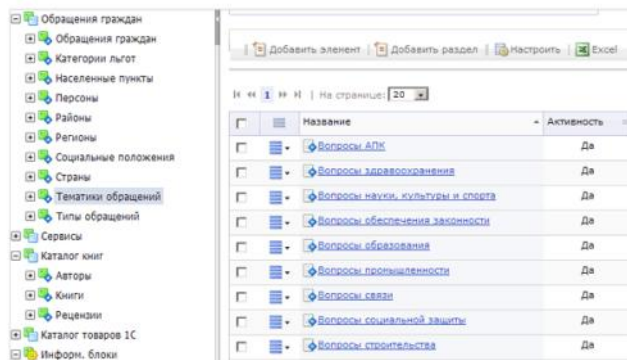 Обращения граждан
Обращения граждан
Категории льгот
Населенные пункты
Персоны
Районы
Регионы
Социальные положения
Страны
Тематики обращений
Типы обращений
Сервисы
Каталог книг
Авторы
Книги
Рецензии
Каталог товаров 1С
Информ. блоки
Добавить элемент | Добавить раздел | Настроить | Excel
1 | На странице: 20
Название Активность
Вопросы АПК Да
Вопросы здравоохранения Да
Вопросы науки, культуры и спорта Да
Вопросы обеспечения законности Да
Вопросы образования Да
Вопросы промышленности Да
Вопросы связи Да
Вопросы социальной защиты Да
Вопросы строительства Да